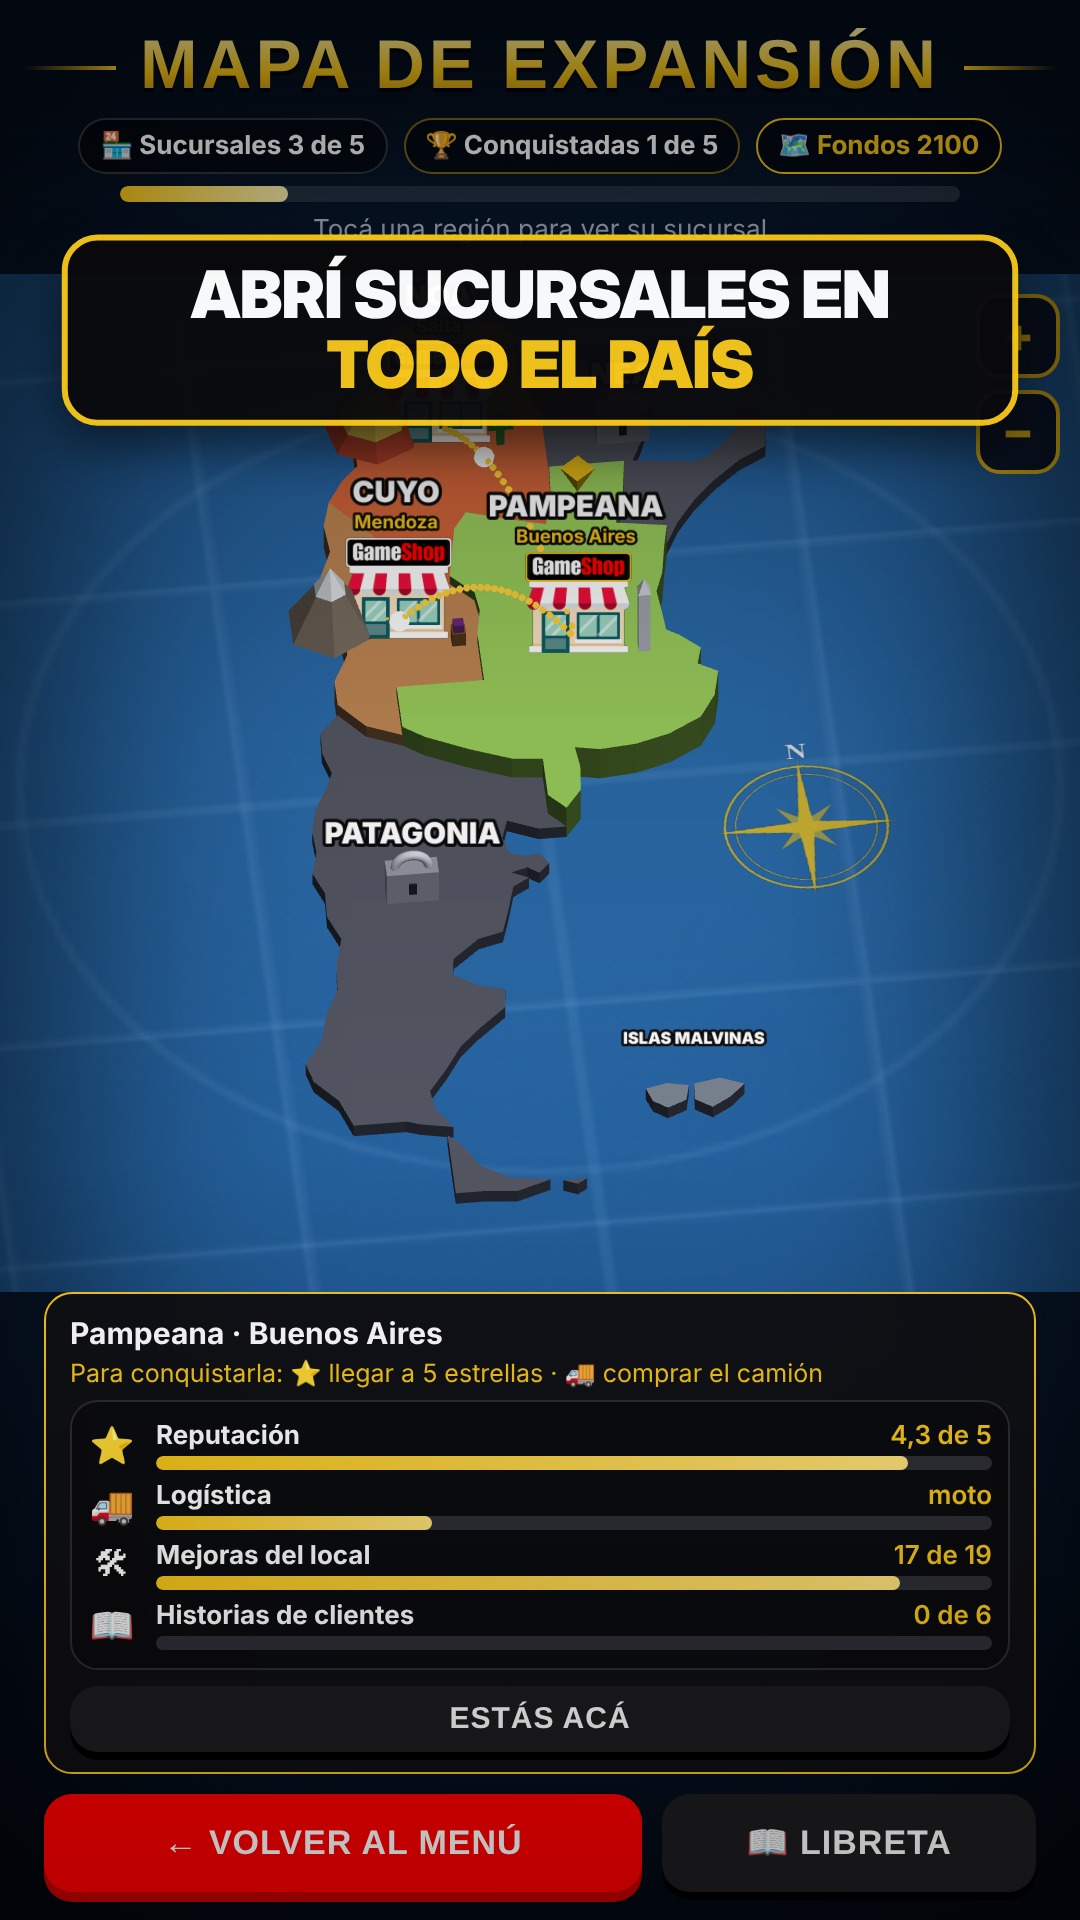 MAPA DE EXPANSIÓN
Sucursales 3 de 5
Conquistadas 1 de 5
Fondos 2100
Tocá una región para ver su sucursal
ABRÍ SUCURSALES EN
TODO EL PAÍS
Salta
+
−
CUYO
Mendoza
GameShop
PAMPEANA
Buenos Aires
GameShop
N
PATAGONIA
ISLAS MALVINAS
Pampeana · Buenos Aires
Para conquistarla: ⭐ llegar a 5 estrellas · 🚚 comprar el camión
Reputación 4,3 de 5
Logística moto
Mejoras del local 17 de 19
Historias de clientes 0 de 6
ESTÁS ACÁ
← VOLVER AL MENÚ
LIBRETA